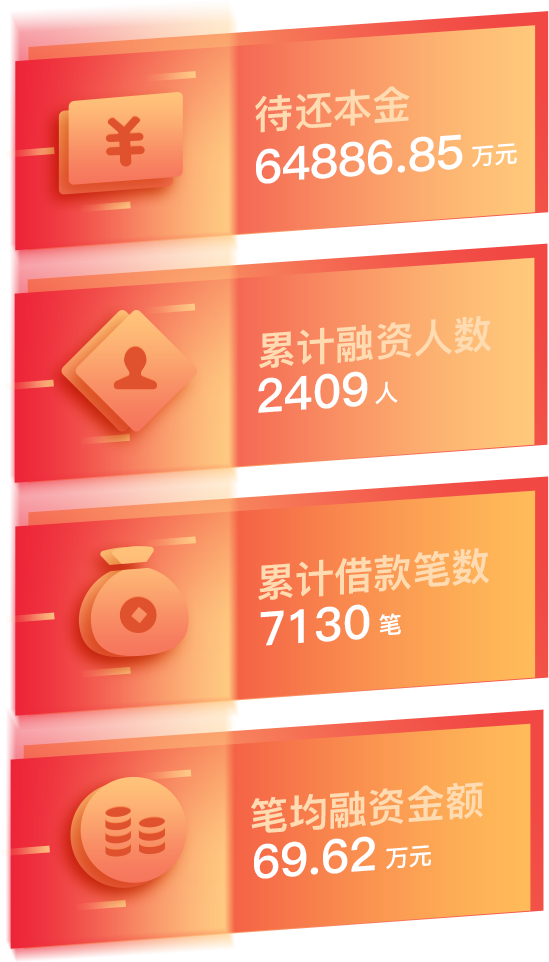 ¥
待还本金
64886.85 万元
累计融资人数
2409 人
累计借款笔数
7130 笔
笔均融资金额
69.62 万元